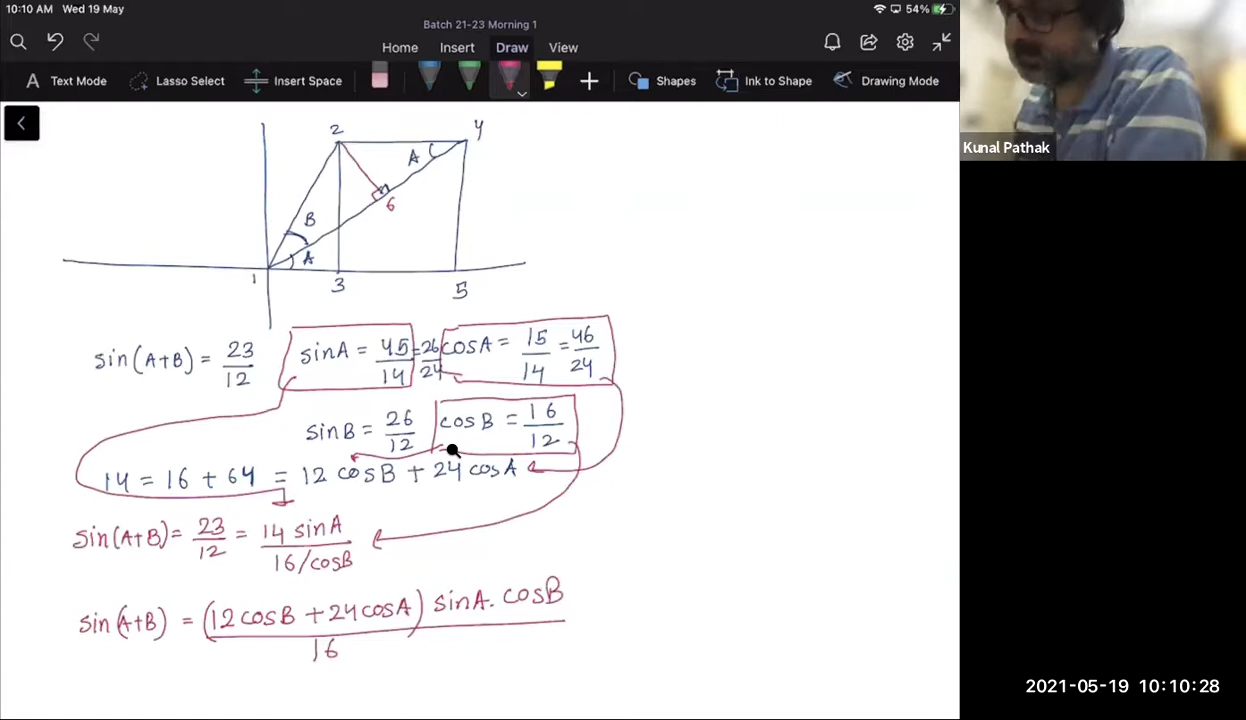 10:10 AM Wed 19 May
54%
Batch 21-23 Morning 1
Home Insert Draw View
A Text Mode Lasso Select Insert Space Shapes Ink to Shape Drawing Mode
Kunal Pathak
2 4
A
6
B
A
1 3 5
sin(A+B) = 23/12 sinA = 45/14 = 26/24 cosA = 15/14 = 46/24
sinB = 26/12 cosB = 16/12
14 = 16 + 64 = 12 cosB + 24 cosA
sin(A+B) = 23/12 = 14 sinA / 16/cosB
sin(A+B) = (12 cosB + 24 cosA) sinA. cosB / 16
2021-05-19 10:10:28